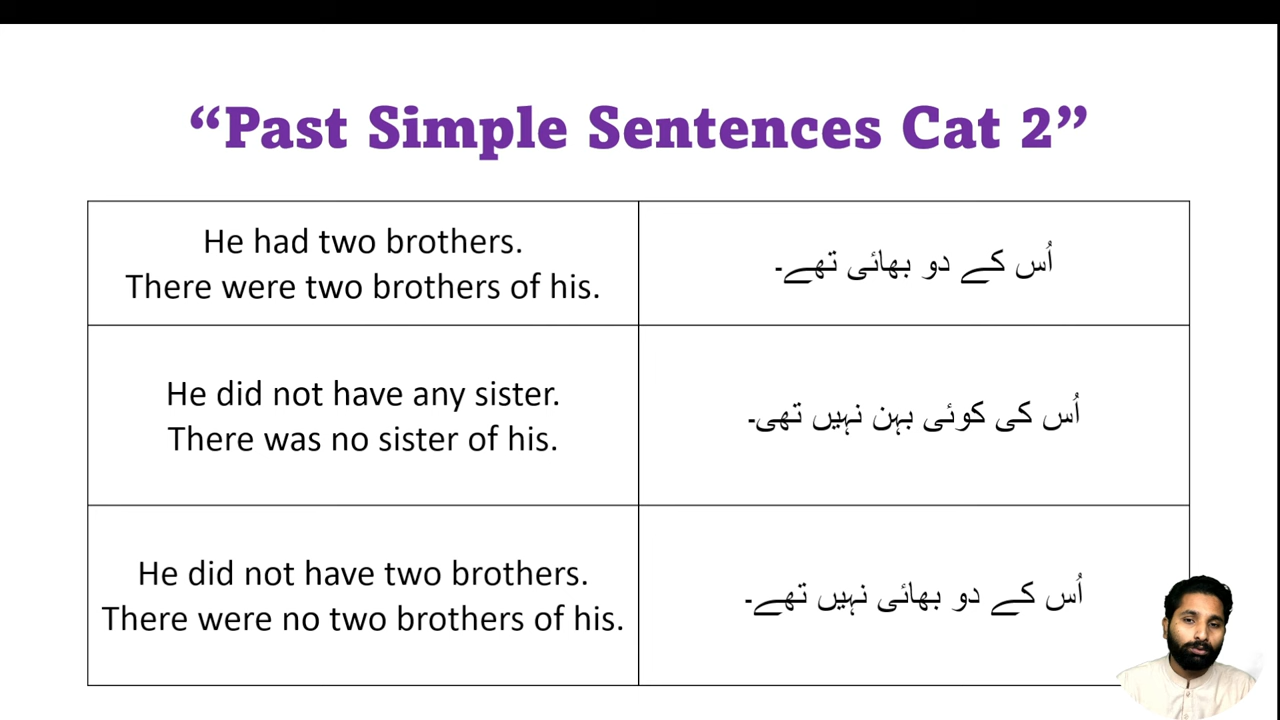 “Past Simple Sentences Cat 2”
He had two brothers.
There were two brothers of his.
اُس کے دو بھائی تھے۔
He did not have any sister.
There was no sister of his.
اُس کی کوئی بہن نہیں تھی۔
He did not have two brothers.
There were no two brothers of his.
اُس کے دو بھائی نہیں تھے۔